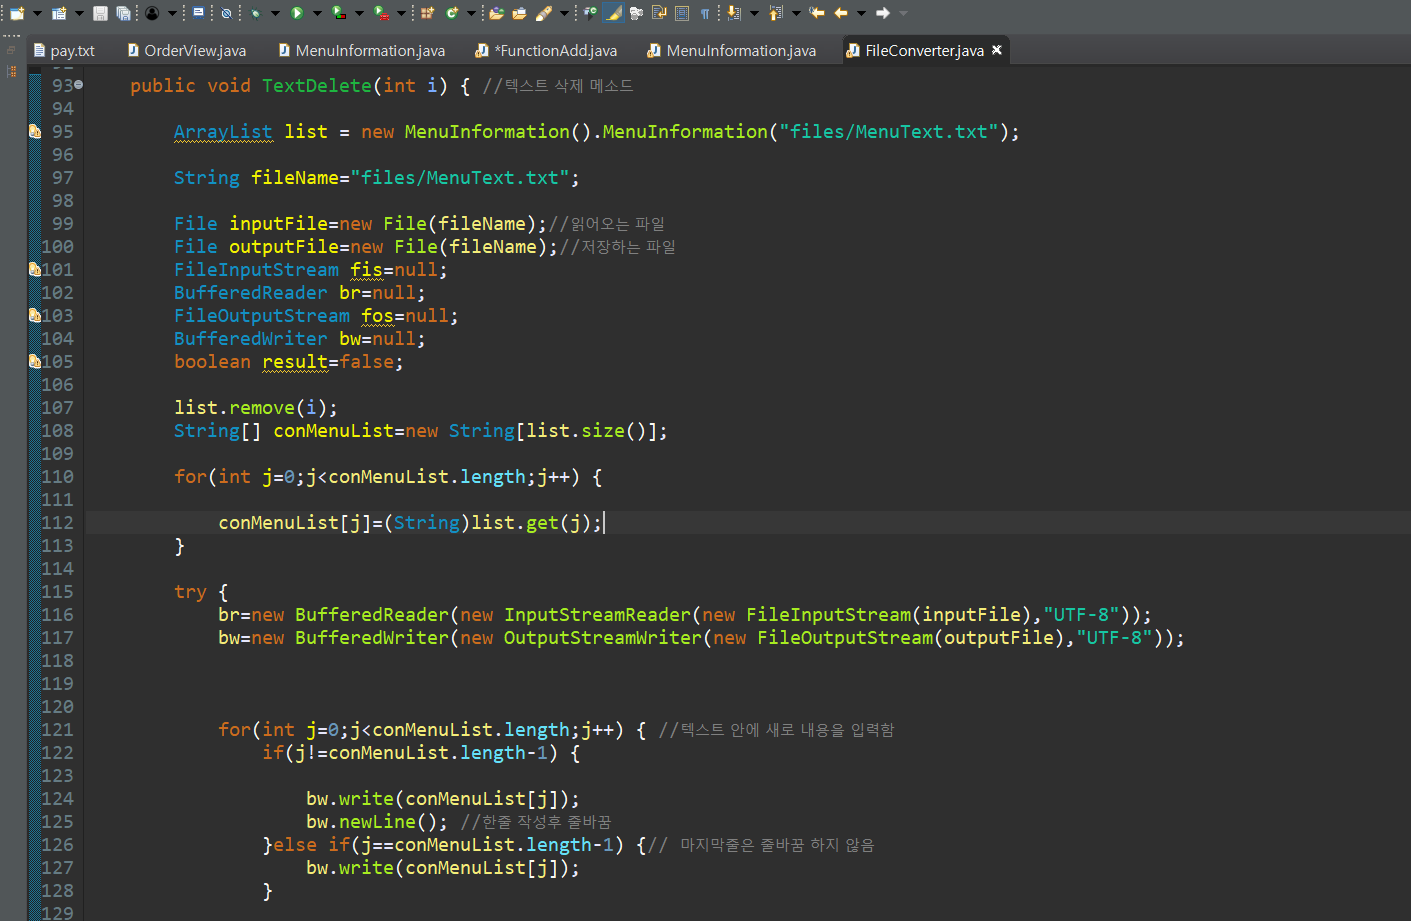 pay.txt OrderView.java MenuInformation.java *FunctionAdd.java MenuInformation.java FileConverter.java
93 public void TextDelete(int i) { //텍스트 삭제 메소드
94
95 ArrayList list = new MenuInformation().MenuInformation("files/MenuText.txt");
96
97 String fileName="files/MenuText.txt";
98
99 File inputFile=new File(fileName);//읽어오는 파일
100 File outputFile=new File(fileName);//저장하는 파일
101 FileInputStream fis=null;
102 BufferedReader br=null;
103 FileOutputStream fos=null;
104 BufferedWriter bw=null;
105 boolean result=false;
106
107 list.remove(i);
108 String[] conMenuList=new String[list.size()];
109
110 for(int j=0;j<conMenuList.length;j++) {
111
112 conMenuList[j]=(String)list.get(j);
113 }
114
115 try {
116 br=new BufferedReader(new InputStreamReader(new FileInputStream(inputFile),"UTF-8"));
117 bw=new BufferedWriter(new OutputStreamWriter(new FileOutputStream(outputFile),"UTF-8"));
118
119
120
121 for(int j=0;j<conMenuList.length;j++) { //텍스트 안에 새로 내용을 입력함
122 if(j!=conMenuList.length-1) {
123
124 bw.write(conMenuList[j]);
125 bw.newLine(); //한줄 작성후 줄바꿈
126 }else if(j==conMenuList.length-1) {// 마지막줄은 줄바꿈 하지 않음
127 bw.write(conMenuList[j]);
128 }
129